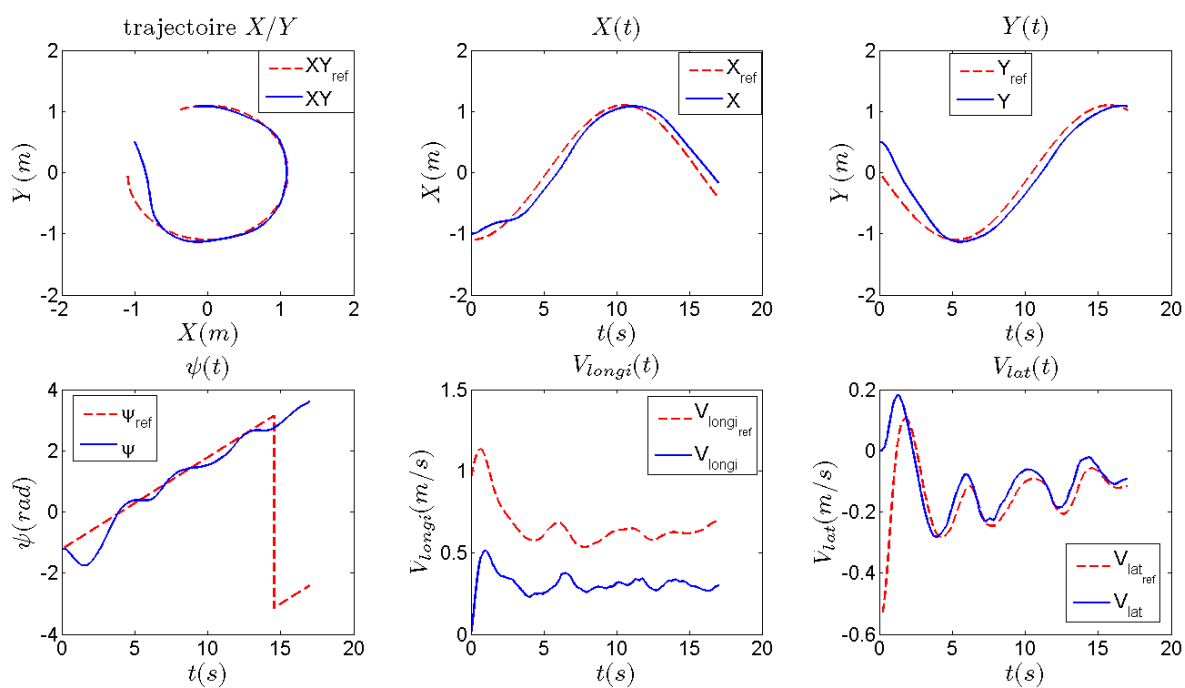 trajectoire X/Y
2
1
0
-1
-2
-2 -1 0 1 2
Y(m)
X(m)
XY_ref
XY
X(t)
2
1
0
-1
-2
0 5 10 15 20
X(m)
t(s)
X_ref
X
Y(t)
2
1
0
-1
-2
0 5 10 15 20
Y(m)
t(s)
Y_ref
Y
ψ(t)
4
2
0
-2
-4
0 5 10 15 20
ψ(rad)
t(s)
ψ_ref
ψ
V_longi(t)
1.5
1
0.5
0
0 5 10 15 20
V_longi(m/s)
t(s)
V_longi_ref
V_longi
V_lat(t)
0.2
0
-0.2
-0.4
-0.6
0 5 10 15 20
V_lat(m/s)
t(s)
V_lat_ref
V_lat